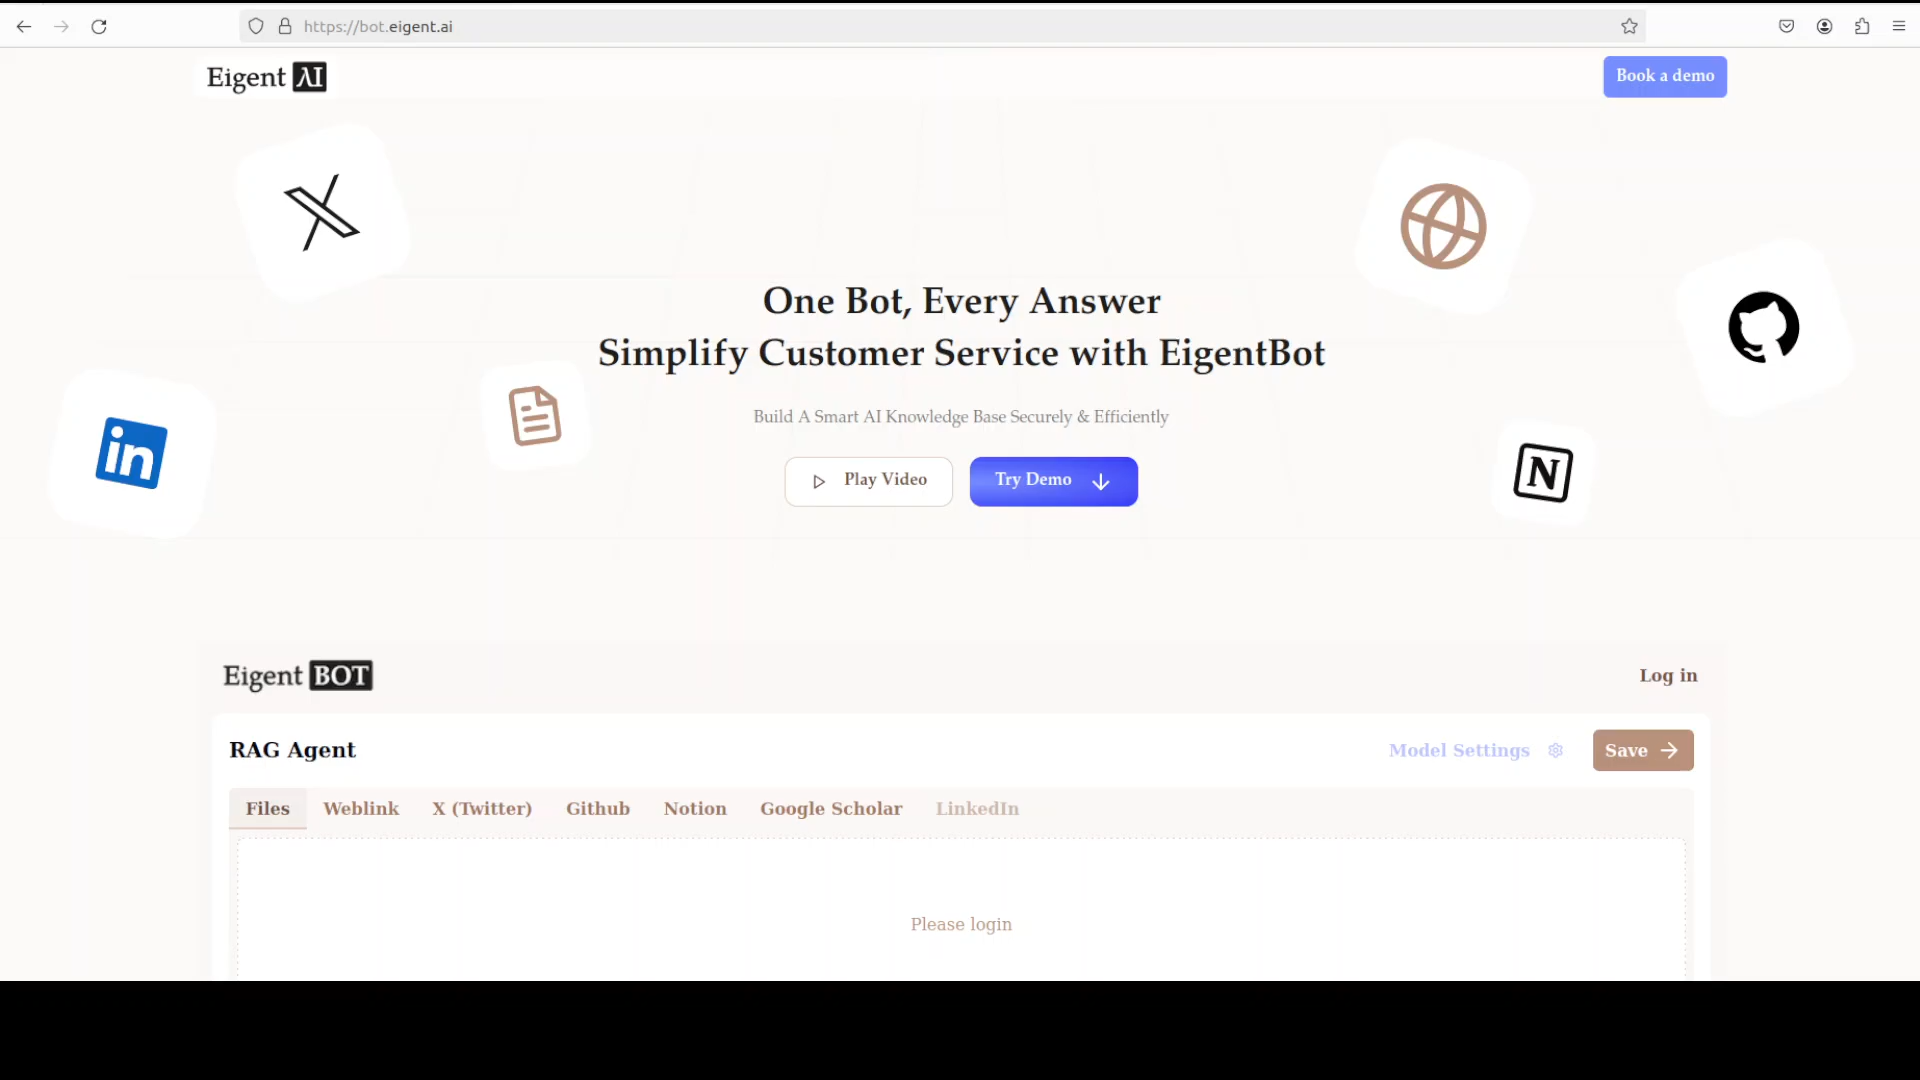 https://bot.eigent.ai
Eigent AI
Book a demo
One Bot, Every Answer
Simplify Customer Service with EigentBot
Build A Smart AI Knowledge Base Securely & Efficiently
Play Video
Try Demo
in
N
Eigent BOT
Log in
RAG Agent
Model Settings
Save
Files Weblink X (Twitter) Github Notion Google Scholar LinkedIn
Please login